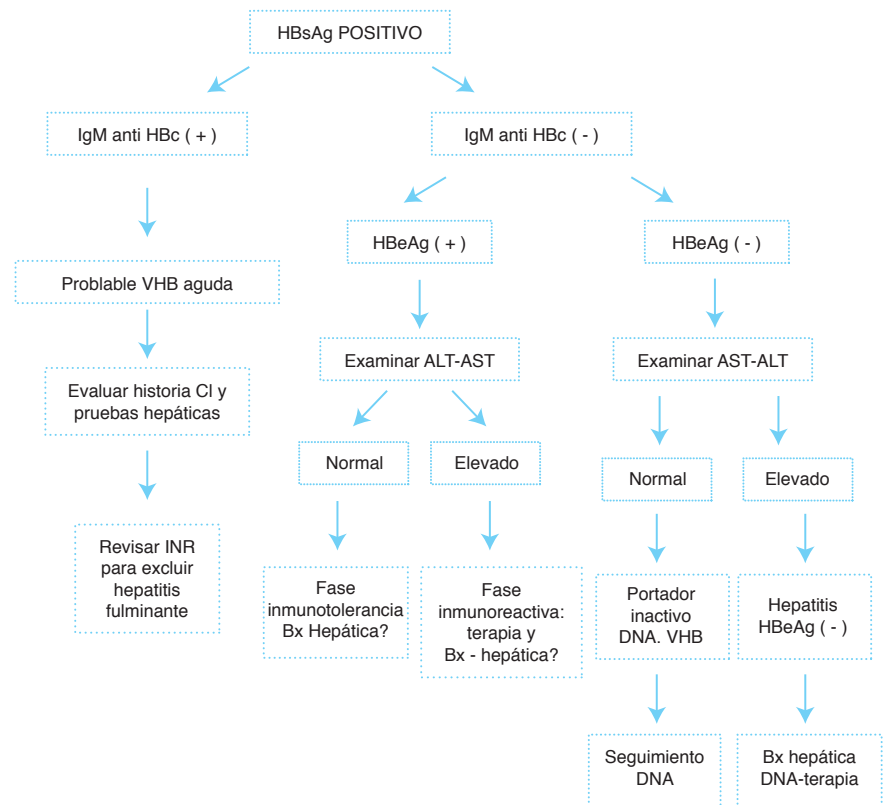 HBsAg POSITIVO
IgM anti HBc ( + )
IgM anti HBc ( - )
HBeAg ( + )
HBeAg ( - )
Problable VHB aguda
Examinar ALT-AST
Examinar AST-ALT
Evaluar historia Cl y
pruebas hepáticas
Normal
Elevado
Normal
Elevado
Revisar INR
para excluir
hepatitis
fulminante
Fase
inmunotolerancia
Bx Hepática?
Fase
inmunoreactiva:
terapia y
Bx - hepática?
Portador
inactivo
DNA. VHB
Hepatitis
HBeAg ( - )
Seguimiento
DNA
Bx hepática
DNA-terapia